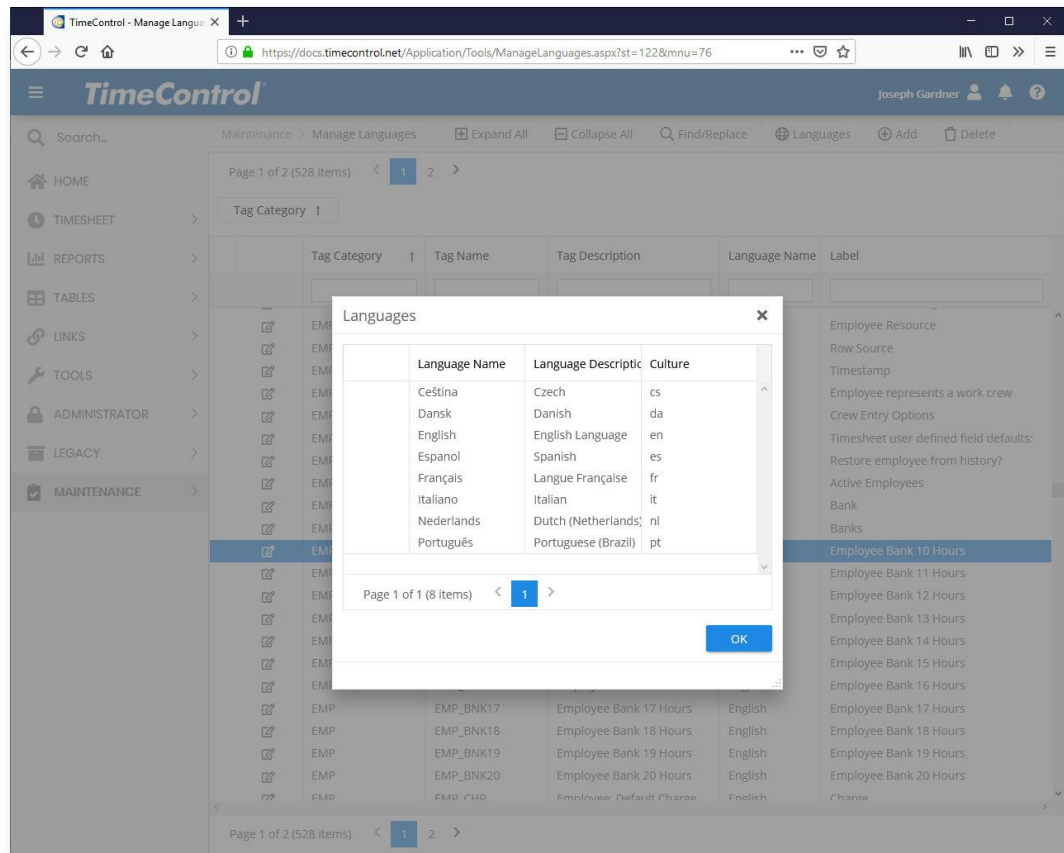 TimeControl - Manage Langua
https://docs.timecontrol.net/Application/Tools/ManageLanguages.aspx?st=122&mnu=76
TimeControl
Joseph Gardner
Search...
Maintenance > Manage Languages Expand All Collapse All Find/Replace Languages Add Delete
HOME
TIMESHEET
REPORTS
TABLES
LINKS
TOOLS
ADMINISTRATOR
LEGACY
MAINTENANCE
Page 1 of 2 (528 items) < 1 2 >
Tag Category ↑
Tag Category ↑ Tag Name Tag Description Language Name Label
Employee Resource
Row Source
Timestamp
Employee represents a work crew
Crew Entry Options
Timesheet user defined field defaults:
Restore employee from history?
Active Employees
Bank
Banks
Employee Bank 10 Hours
Employee Bank 11 Hours
Employee Bank 12 Hours
Employee Bank 13 Hours
Employee Bank 14 Hours
Employee Bank 15 Hours
Employee Bank 16 Hours
EMP EMP_BNK17 Employee Bank 17 Hours English Employee Bank 17 Hours
EMP EMP_BNK18 Employee Bank 18 Hours English Employee Bank 18 Hours
EMP EMP_BNK19 Employee Bank 19 Hours English Employee Bank 19 Hours
EMP EMP_BNK20 Employee Bank 20 Hours English Employee Bank 20 Hours
EMP EMP_CHR Employee: Default Charge English Charge
Page 1 of 2 (528 items) < 1 2 >
Languages
Language Name Language Descriptio Culture
Ceština Czech cs
Dansk Danish da
English English Language en
Espanol Spanish es
Français Langue Française fr
Italiano Italian it
Nederlands Dutch (Netherlands) nl
Português Portuguese (Brazil) pt
Page 1 of 1 (8 items) < 1 >
OK